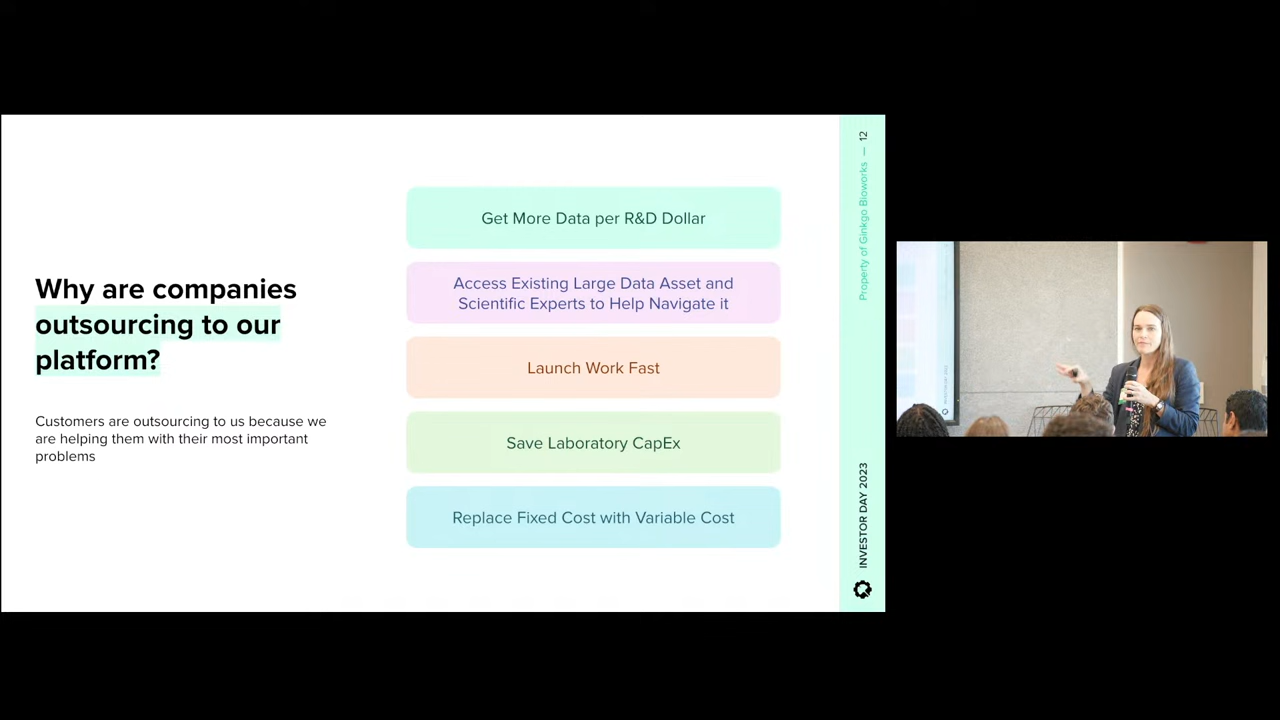 Why are companies
outsourcing to our
platform?
Customers are outsourcing to us because we
are helping them with their most important
problems
Get More Data per R&D Dollar
Access Existing Large Data Asset and
Scientific Experts to Help Navigate it
Launch Work Fast
Save Laboratory CapEx
Replace Fixed Cost with Variable Cost
Property of Ginkgo Bioworks — 12
INVESTOR DAY 2023